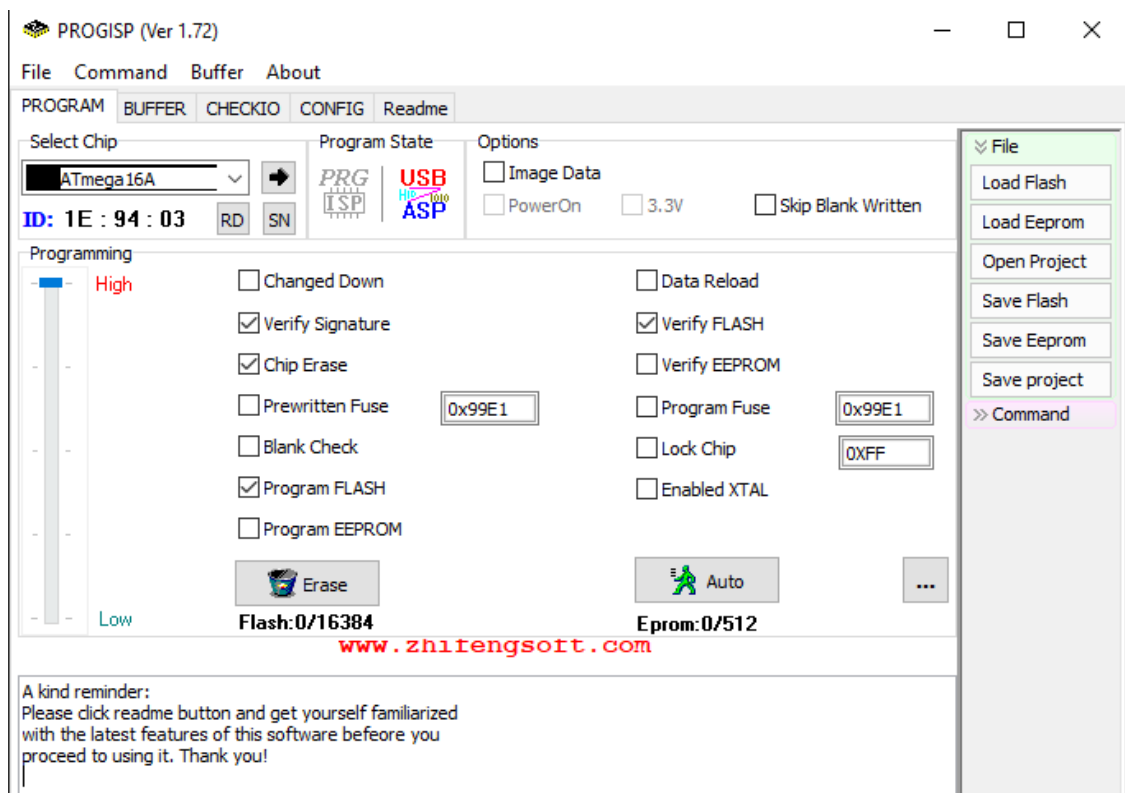 PROGISP (Ver 1.72)
File Command Buffer About
PROGRAM BUFFER CHECKIO CONFIG Readme
Select Chip
ATmega16A
ID: 1E : 94 : 03 RD SN
Program State
PRG
ISP
USB
ASP
Options
Image Data
PowerOn 3.3V Skip Blank Written
Programming
High
Low
Changed Down
Verify Signature
Chip Erase
Prewritten Fuse 0x99E1
Blank Check
Program FLASH
Program EEPROM
Erase
Flash:0/16384
Data Reload
Verify FLASH
Verify EEPROM
Program Fuse 0x99E1
Lock Chip 0XFF
Enabled XTAL
Auto ...
Eprom:0/512
www.zhifengsoft.com
A kind reminder:
Please click readme button and get yourself familiarized
with the latest features of this software befeore you
proceed to using it. Thank you!
File
Load Flash
Load Eeprom
Open Project
Save Flash
Save Eeprom
Save project
Command